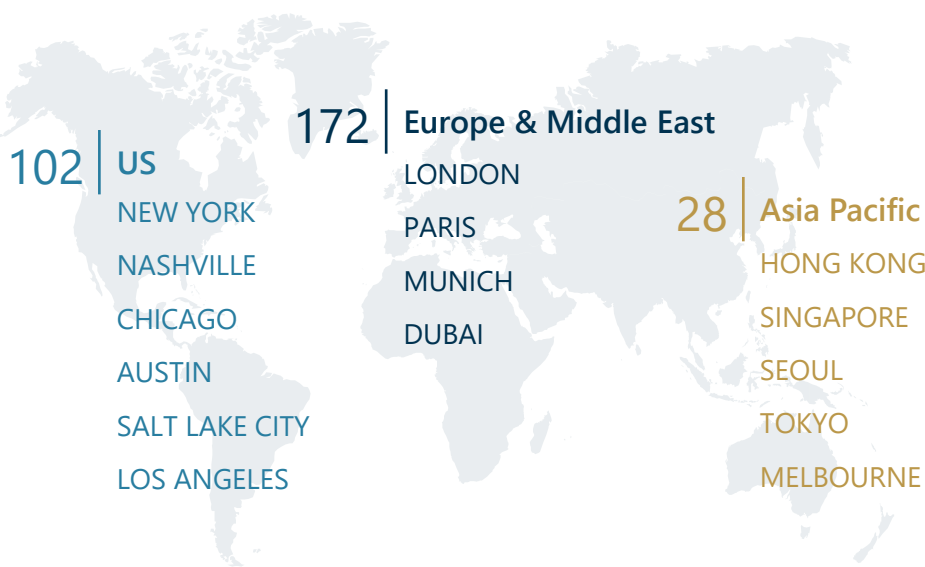 102
US
NEW YORK
NASHVILLE
CHICAGO
AUSTIN
SALT LAKE CITY
LOS ANGELES
172
Europe & Middle East
LONDON
PARIS
MUNICH
DUBAI
28
Asia Pacific
HONG KONG
SINGAPORE
SEOUL
TOKYO
MELBOURNE